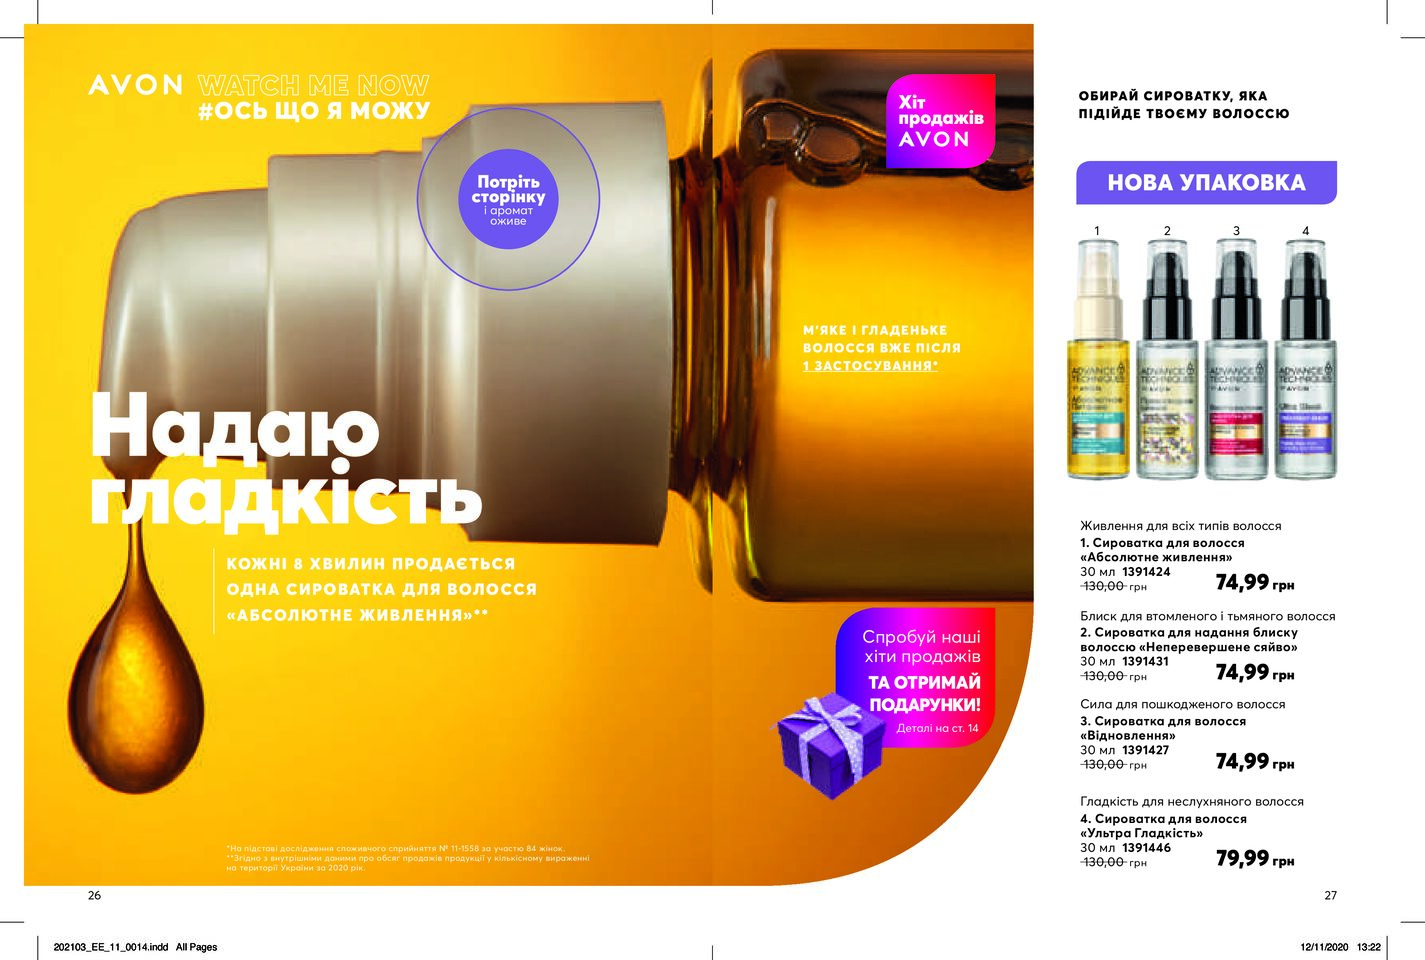 AVON WATCH ME NOW
#ОСЬ ЩО Я МОЖУ
Потріть
сторінку
і аромат
оживе
Надаю
гладкість
КОЖНІ 8 ХВИЛИН ПРОДАЄТЬСЯ
ОДНА СИРОВАТКА ДЛЯ ВОЛОССЯ
«АБСОЛЮТНЕ ЖИВЛЕННЯ»**
*На підставі дослідження споживчого сприйняття № 11-1558 за участю 84 жінок.
**Згідно з внутрішніми даними про обсяг продажів продукції у кількісному вираженні
на території України за 2020 рік.
26
Хіт
продажів
AVON
М'ЯКЕ І ГЛАДЕНЬКЕ
ВОЛОССЯ ВЖЕ ПІСЛЯ
1 ЗАСТОСУВАННЯ*
Спробуй наші
хіти продажів
ТА ОТРИМАЙ
ПОДАРУНКИ!
Деталі на ст. 14
ОБИРАЙ СИРОВАТКУ, ЯКА
ПІДІЙДЕ ТВОЄМУ ВОЛОССЮ
НОВА УПАКОВКА
1 2 3 4
ADVANCE TECHNIQUES
AVON
Ultra Sleek
Живлення для всіх типів волосся
1. Сироватка для волосся
«Абсолютне живлення»
30 мл 1391424
130,00 грн 74,99 грн
Блиск для втомленого і тьмяного волосся
2. Сироватка для надання блиску
волоссю «Неперевершене сяйво»
30 мл 1391431
130,00 грн 74,99 грн
Сила для пошкодженого волосся
3. Сироватка для волосся
«Відновлення»
30 мл 1391427
130,00 грн 74,99 грн
Гладкість для неслухняного волосся
4. Сироватка для волосся
«Ультра Гладкість»
30 мл 1391446
130,00 грн 79,99 грн
27
202103_EE_11_0014.indd All Pages
12/11/2020 13:22